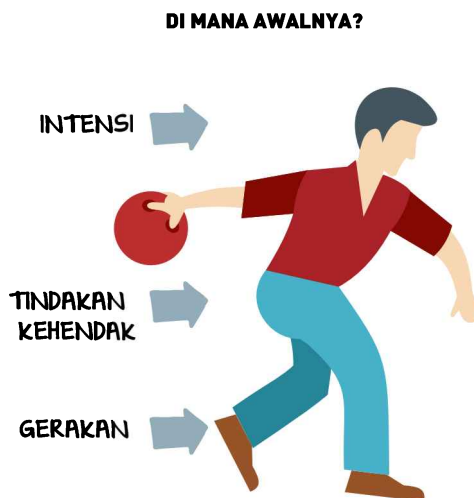 DI MANA AWALNYA?
INTENSI
TINDAKAN
KEHENDAK
GERAKAN